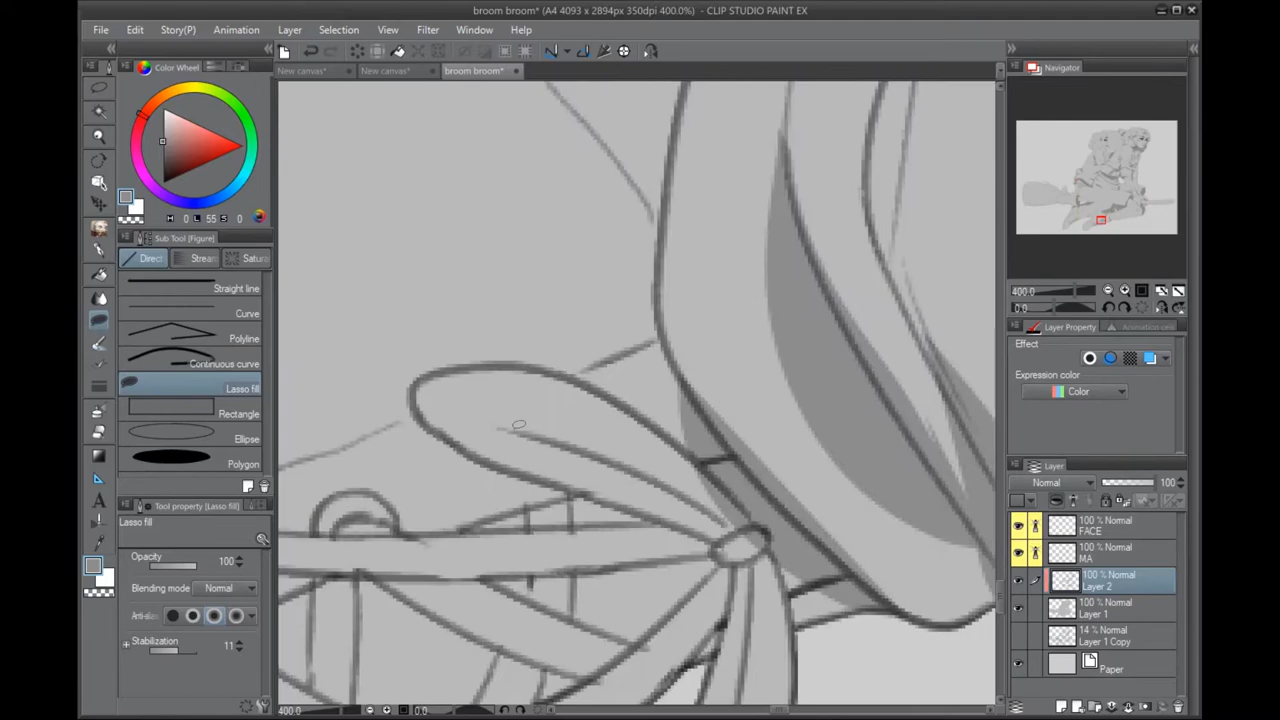 broom broom* (A4 4093 x 2894px 350dpi 400.0%) - CLIP STUDIO PAINT EX
File Edit Story(P) Animation Layer Selection View Filter Window Help
New canvas* New canvas* broom broom*
Color Wheel
H 0 L 55 S 0
Sub Tool [Figure]
Direct Stream Satura
Straight line
Curve
Polyline
Continuous curve
Lasso fill
Rectangle
Ellipse
Polygon
Tool property [Lasso fill]
Lasso fill
Opacity 100
Blending mode Normal
Anti-alias
Stabilization 11
400.0 0.0
Navigator
400.0
0.0
Layer Property Animation cel
Effect
Expression color
Color
Layer
Normal 100
100 % Normal
FACE
100 % Normal
MA
100 % Normal
Layer 2
100 % Normal
Layer 1
14 % Normal
Layer 1 Copy
Paper